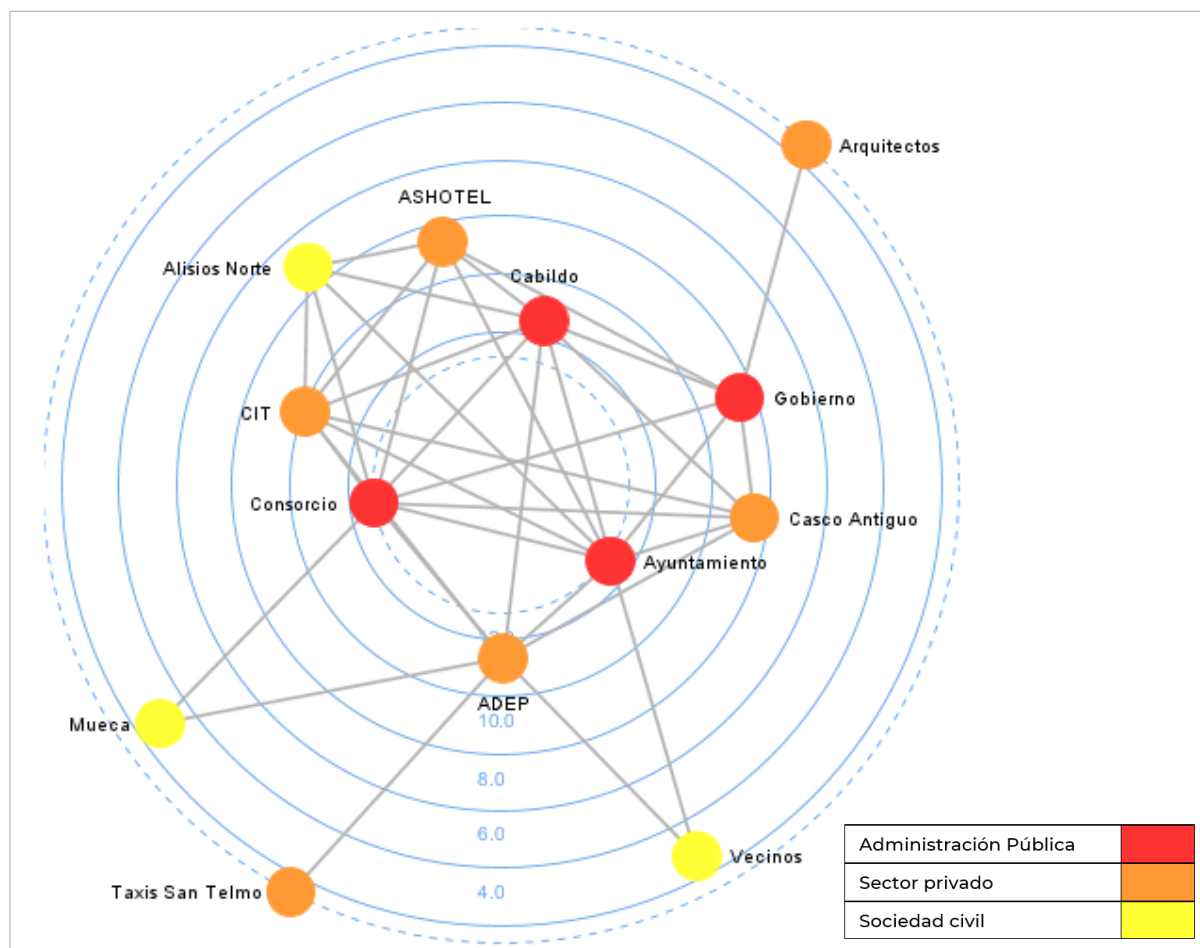 Arquitectos
ASHOTEL
Alisios Norte
Cabildo
Gobierno
CIT
Consorcio
Casco Antiguo
Ayuntamiento
ADEP
10.0
Mueca
8.0
6.0
Vecinos
4.0
Taxis San Telmo
Administración Pública
Sector privado
Sociedad civil